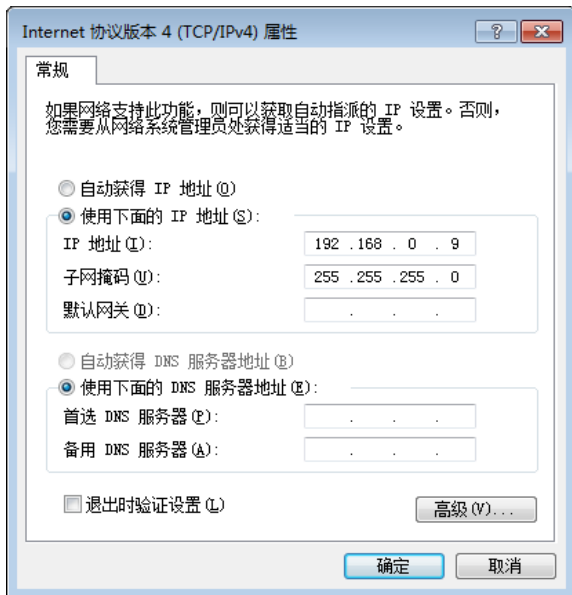 Internet 协议版本 4 (TCP/IPv4) 属性
常规
如果网络支持此功能，则可以获取自动指派的 IP 设置。否则，
您需要从网络系统管理员处获得适当的 IP 设置。
自动获得 IP 地址(O)
使用下面的 IP 地址(S):
IP 地址(I): 192 .168 . 0 . 9
子网掩码(U): 255 .255 .255 . 0
默认网关(D): . . .
自动获得 DNS 服务器地址(B)
使用下面的 DNS 服务器地址(E):
首选 DNS 服务器(P): . . .
备用 DNS 服务器(A): . . .
退出时验证设置(L)
高级(V)...
确定 取消